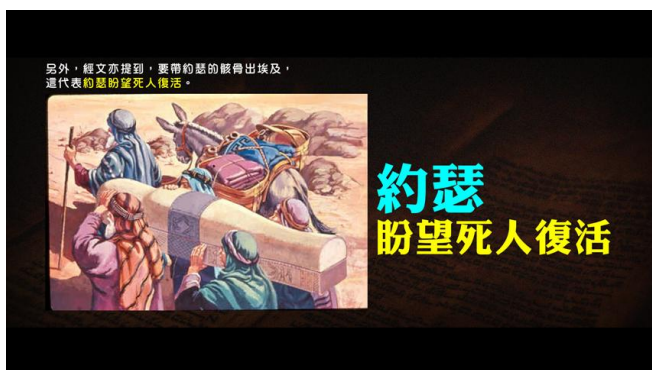 另外，經文亦提到，要帶約瑟的骸骨出埃及，
這代表約瑟盼望死人復活。
約瑟
盼望死人復活